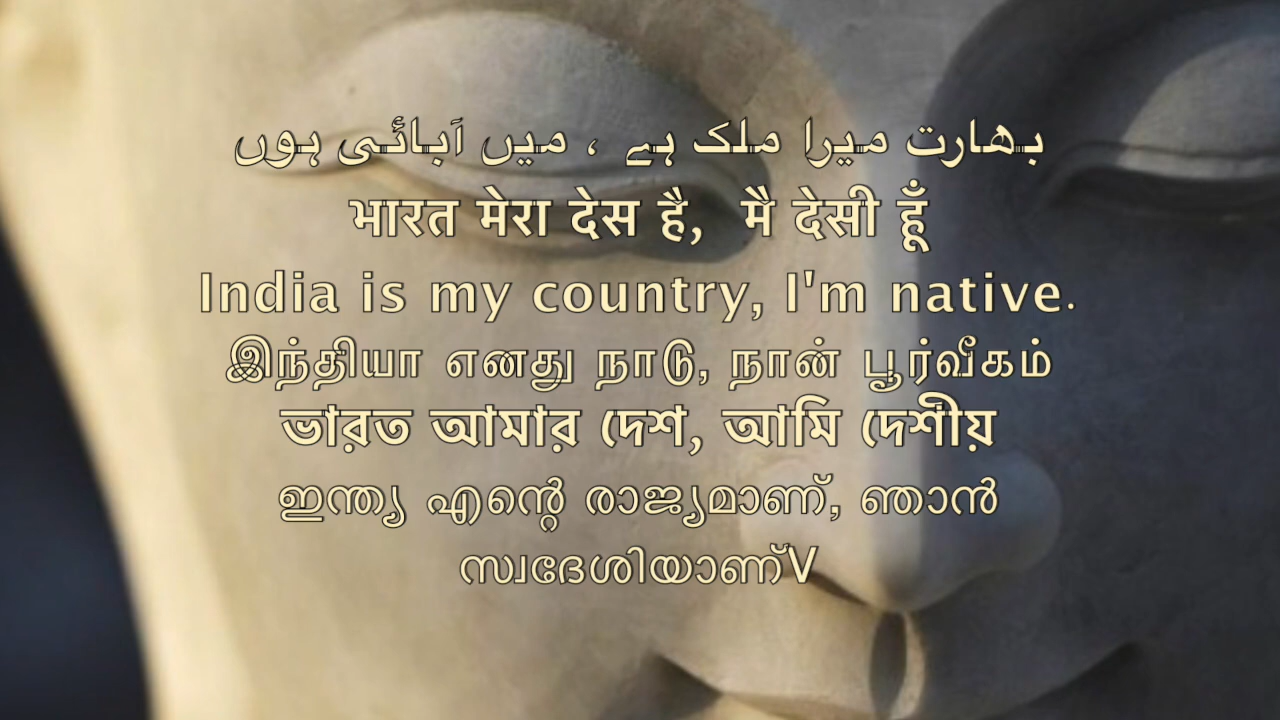 بھارت میرا ملک ہے ، میں آبائی ہوں
भारत मेरा देस है, मै देसी हूँ
India is my country, I'm native.
இந்தியா எனது நாடு, நான் பூர்வீகம்
ভারত আমার দেশ, আমি দেশীয়
ഇന്ത്യ എന്റെ രാജ്യമാണ്, ഞാൻ
സ്വദേശിയാണ്V